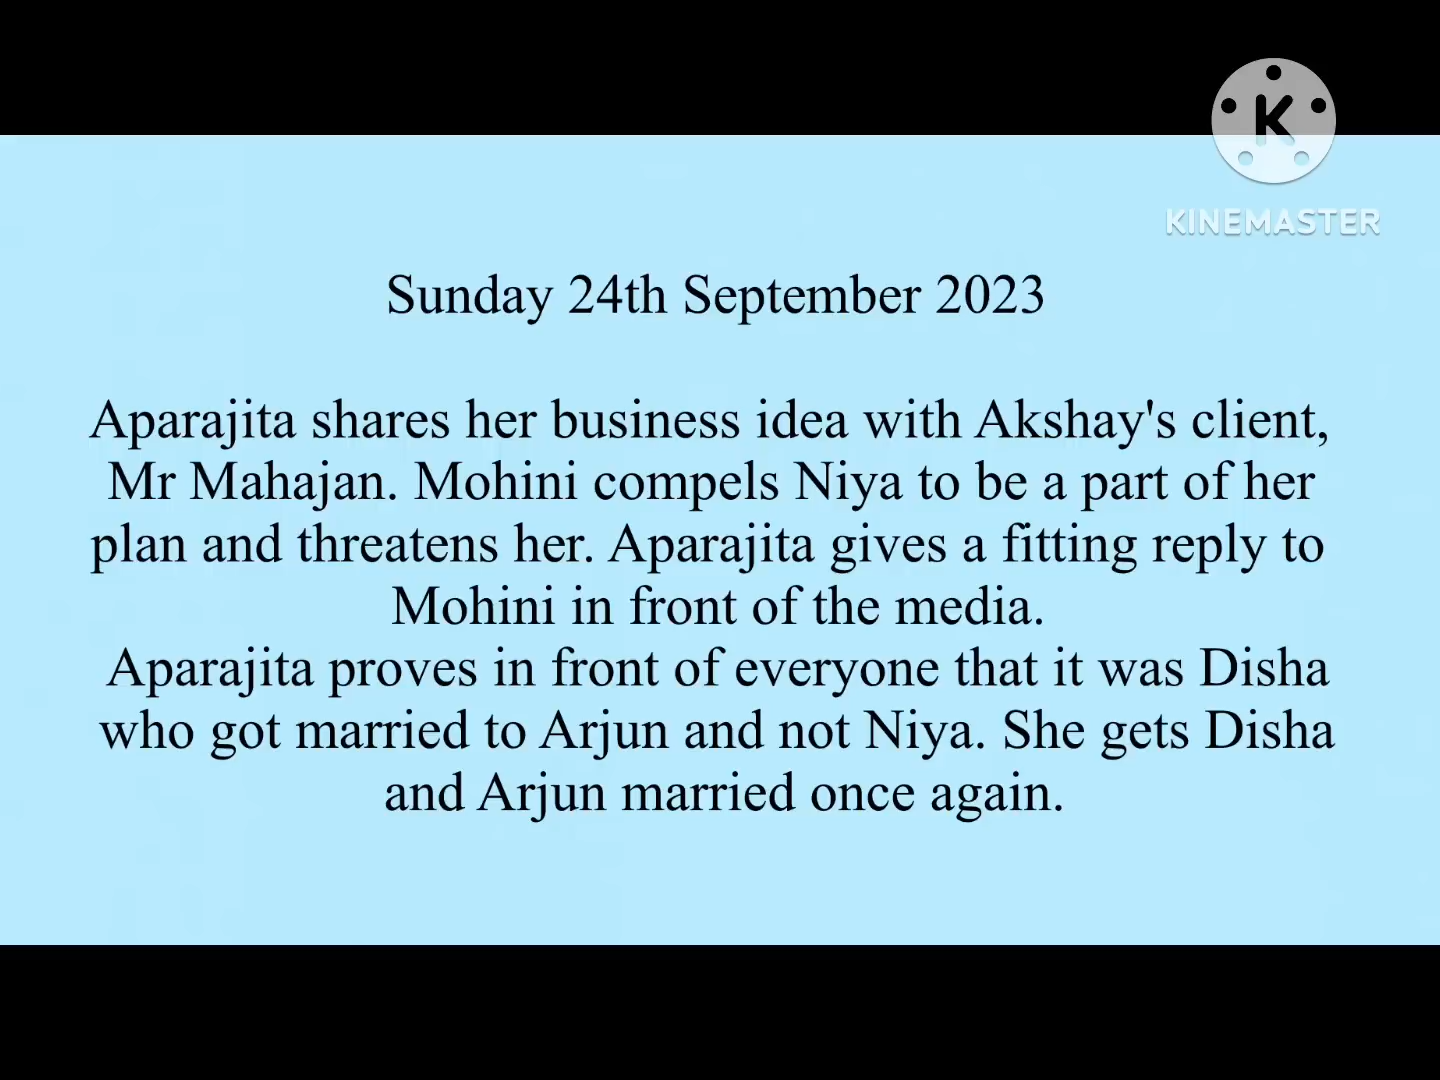 KINEMASTER
Sunday 24th September 2023
Aparajita shares her business idea with Akshay's client,
Mr Mahajan. Mohini compels Niya to be a part of her
plan and threatens her. Aparajita gives a fitting reply to
Mohini in front of the media.
Aparajita proves in front of everyone that it was Disha
who got married to Arjun and not Niya. She gets Disha
and Arjun married once again.